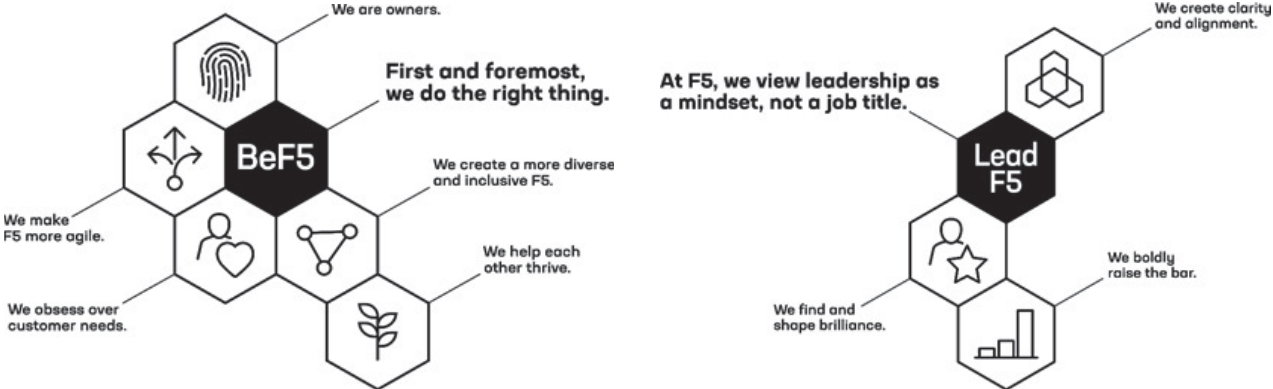 We are owners.
First and foremost,
we do the right thing.
BeF5
We create a more diverse
and inclusive F5.
We make
F5 more agile.
We help each
other thrive.
We obsess over
customer needs.
We create clarity
and alignment.
At F5, we view leadership as
a mindset, not a job title.
Lead
F5
We boldly
raise the bar.
We find and
shape brilliance.